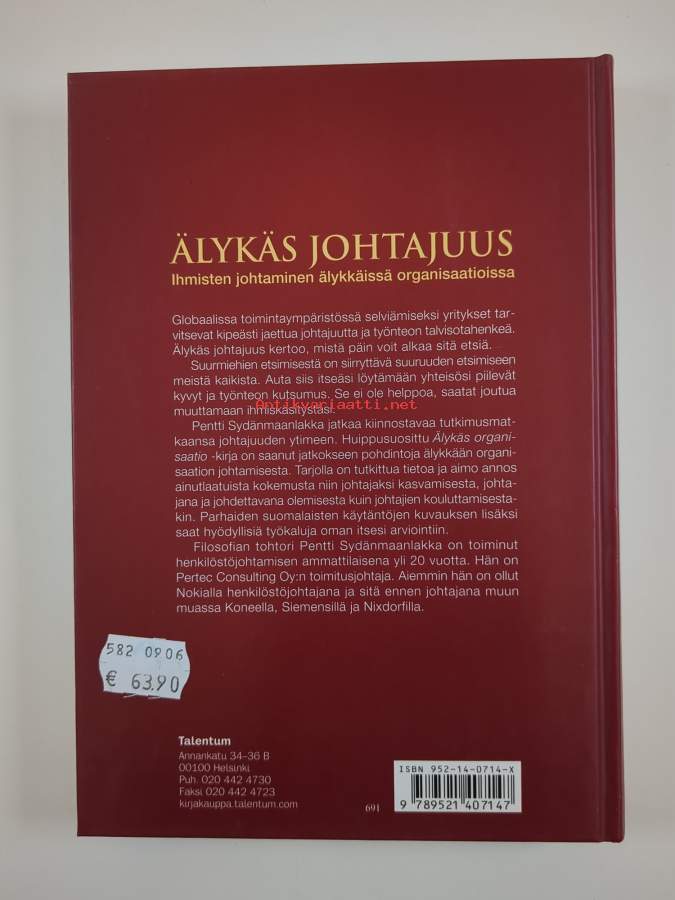 ÄLYKÄS JOHTAJUUS
Ihmisten johtaminen älykkäissä organisaatioissa
Globaalissa toimintaympäristössä selviämiseksi yritykset tar-
vitsevat kipeästi jaettua johtajuutta ja työnteon talvisotahenkeä.
Älykäs johtajuus kertoo, mistä päin voit alkaa sitä etsiä.
Suurmiehien etsimisestä on siirryttävä suuruuden etsimiseen
meistä kaikista. Auta siis itseäsi löytämään yhteisösi piilevät
kyvyt ja työnteon kutsumus. Se ei ole helppoa, saatat joutua
Antikvariaatti.net
muuttamaan ihmiskäsitystäsi.
Pentti Sydänmaanlakka jatkaa kiinnostavaa tutkimusmat-
kaansa johtajuuden ytimeen. Huippusuosittu Älykäs organi-
saatio -kirja on saanut jatkokseen pohdintoja älykkään organi-
saation johtamisesta. Tarjolla on tutkittua tietoa ja aimo annos
ainutlaatuista kokemusta niin johtajaksi kasvamisesta, johta-
jana ja johdettavana olemisesta kuin johtajien kouluttamisesta-
kin. Parhaiden suomalaisten käytäntöjen kuvauksen lisäksi
saat hyödyllisiä työkaluja oman itsesi arviointiin.
Filosofian tohtori Pentti Sydänmaanlakka on toiminut
henkilöstöjohtamisen ammattilaisena yli 20 vuotta. Hän on
Pertec Consulting Oy:n toimitusjohtaja. Aiemmin hän on ollut
Nokialla henkilöstöjohtajana ja sitä ennen johtajana muun
muassa Koneella, Siemensillä ja Nixdorfilla.
582 0906
€ 63.90
Talentum
Annankatu 34–36 B
00100 Helsinki
Puh. 020 442 4730
Faksi 020 442 4723
kirjakauppa.talentum.com
691
ISBN 952-14-0714-X
9 789521 407147